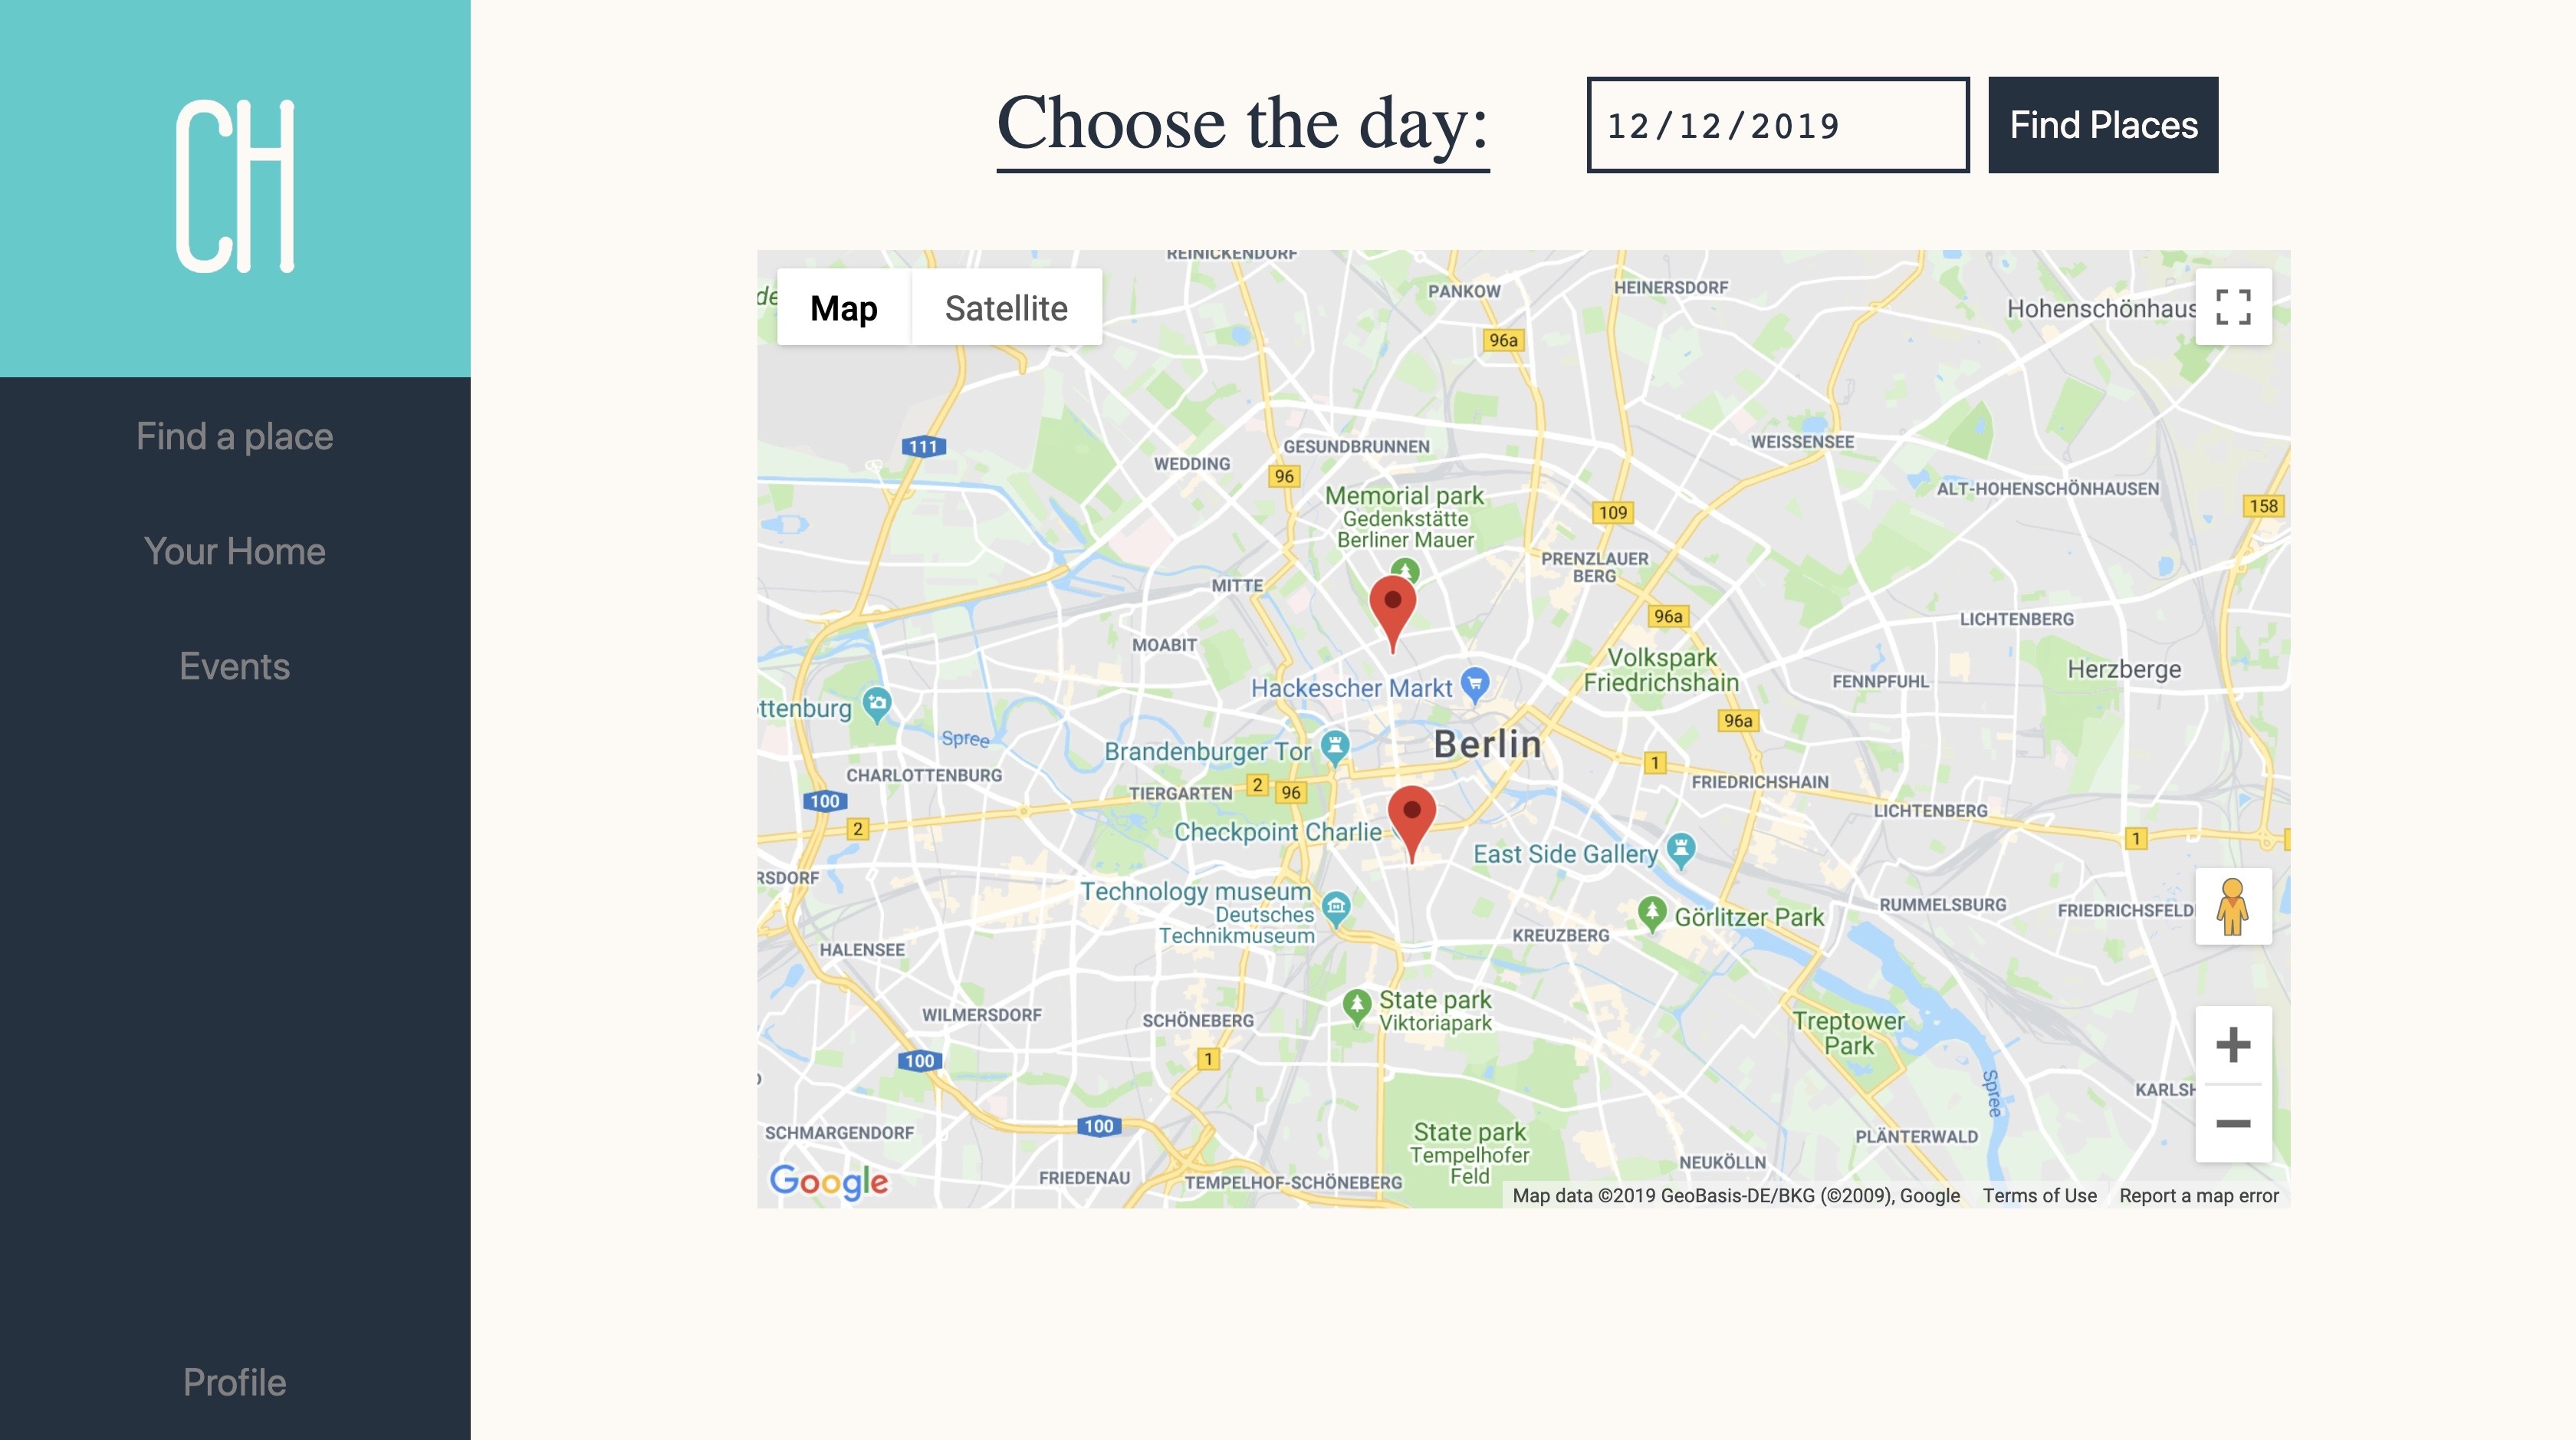 CH
Find a place
Your Home
Events
Profile
Choose the day:
12/12/2019
Find Places
Map
Satellite
REINICKENDORF
PANKOW
HEINERSDORF
Hohenschönhaus
de
96a
111
GESUNDBRUNNEN
WEISSENSEE
WEDDING
96
Memorial park
Gedenkstätte
Berliner Mauer
109
ALT-HOHENSCHÖNHAUSEN
158
PRENZLAUER
BERG
MITTE
96a
LICHTENBERG
MOABIT
Volkspark
Friedrichshain
Herzberge
Hackescher Markt
FENNPFUHL
ttenburg
96a
Spree
Brandenburger Tor
Berlin
1
CHARLOTTENBURG
FRIEDRICHSHAIN
TIERGARTEN
2
96
100
LICHTENBERG
2
Checkpoint Charlie
1
East Side Gallery
RSDORF
Technology museum
Deutsches
Technikmuseum
RUMMELSBURG
FRIEDRICHSFELD
Görlitzer Park
KREUZBERG
HALENSEE
State park
Viktoriapark
WILMERSDORF
SCHÖNEBERG
Treptower
Park
1
100
Spree
KARLSH
100
SCHMARGENDORF
State park
Tempelhofer
Feld
PLÄNTERWALD
NEUKÖLLN
FRIEDENAU
TEMPELHOF-SCHÖNEBERG
Google
Map data ©2019 GeoBasis-DE/BKG (©2009), Google
Terms of Use
Report a map error